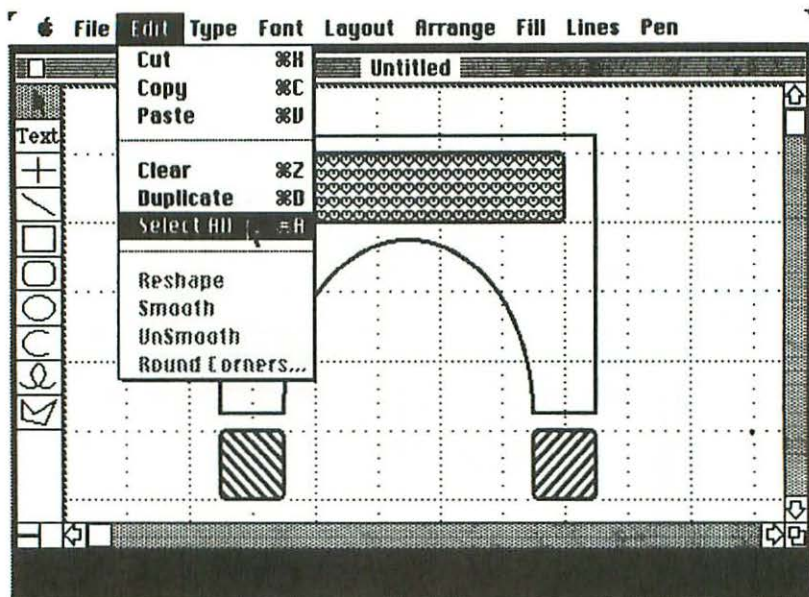 File Edit Type Font Layout Arrange Fill Lines Pen
Untitled
Cut ⌘X
Copy ⌘C
Paste ⌘V
Clear ⌘Z
Duplicate ⌘D
Select All ⌘A
Reshape
Smooth
UnSmooth
Round Corners...
Text